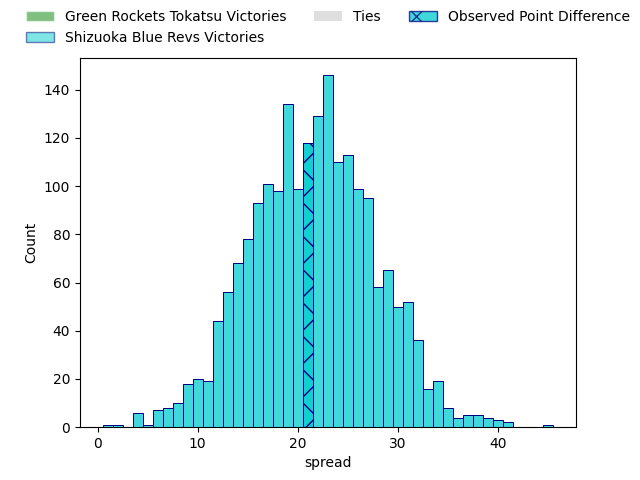 Green Rockets Tokatsu Victories
Ties
Observed Point Difference
Shizuoka Blue Revs Victories
140
120
100
80
60
40
20
0
Count
0 10 20 30 40
spread